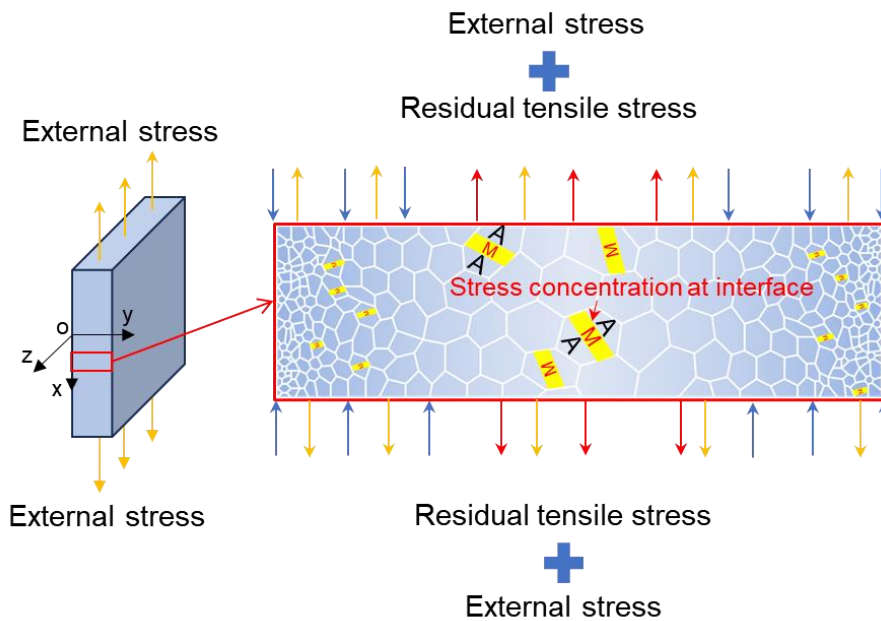 External stress
Residual tensile stress
External stress
A
M
A
M
Stress concentration at interface
o
y
z
x
A
M
A
M
External stress
Residual tensile stress
External stress